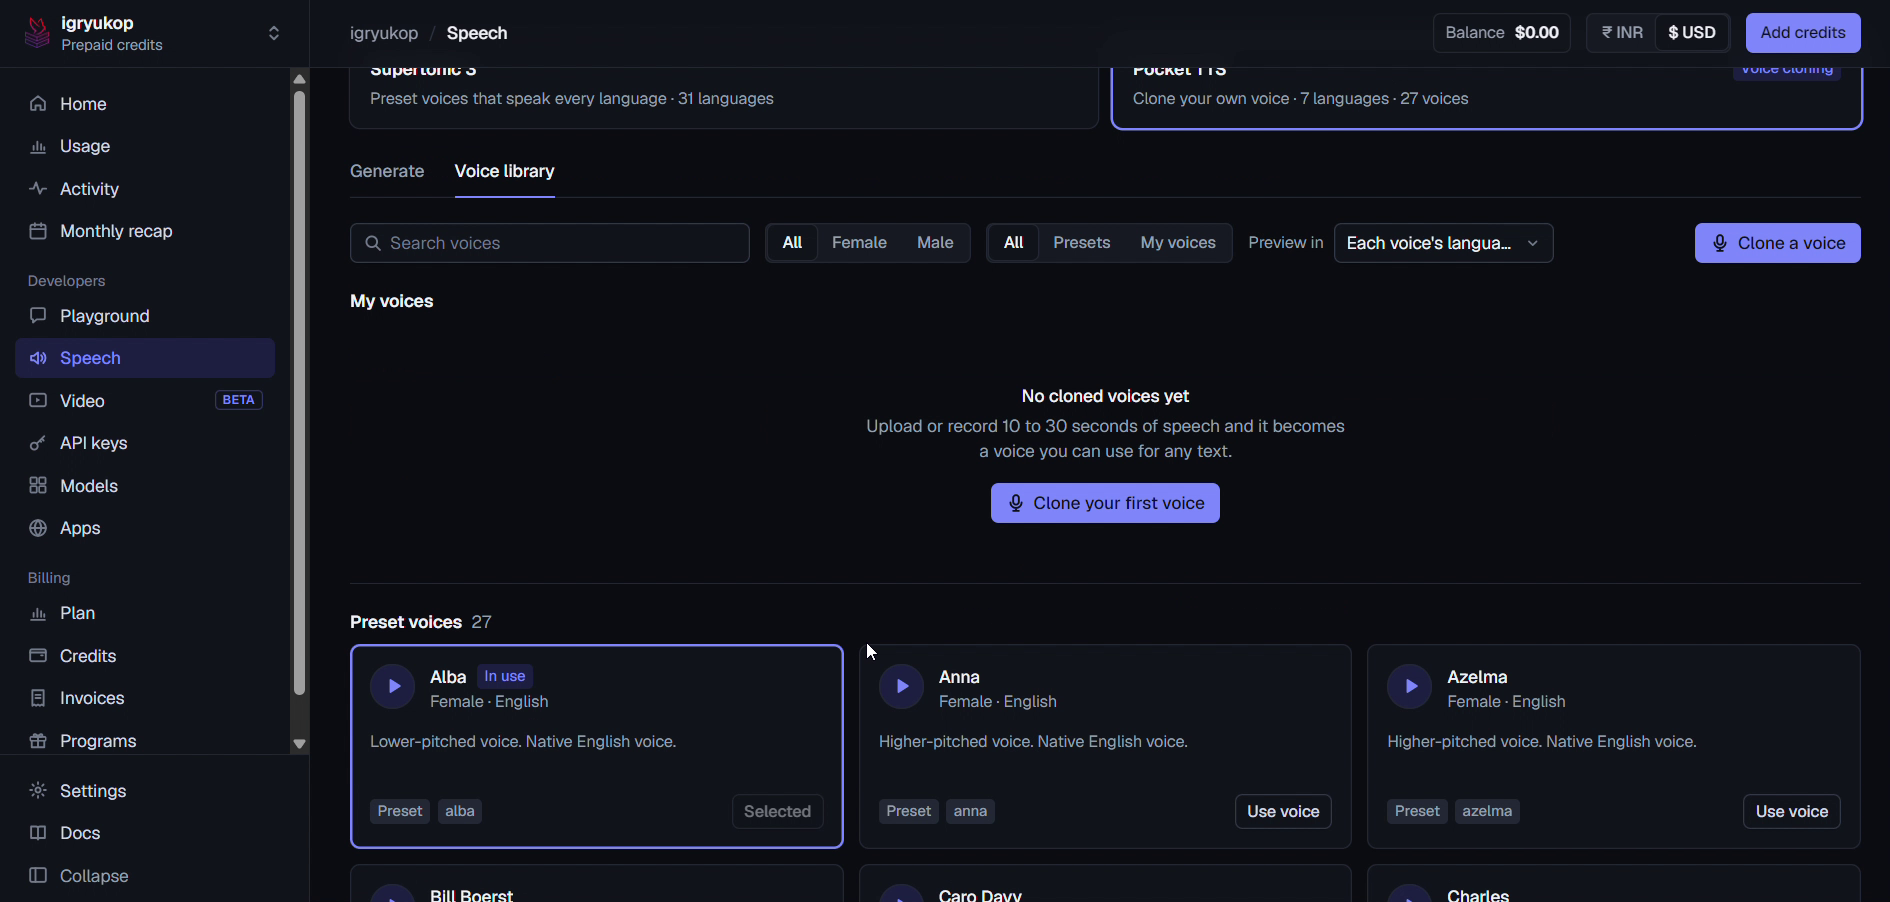 igryukop
Prepaid credits
Home
Usage
Activity
Monthly recap
Developers
Playground
Speech
Video BETA
API keys
Models
Apps
Billing
Plan
Credits
Invoices
Programs
Settings
Docs
Collapse
igryukop / Speech
Balance $0.00
₹ INR $ USD
Add credits
Supertonic 3
Preset voices that speak every language · 31 languages
Pocket TTS Voice cloning
Clone your own voice · 7 languages · 27 voices
Generate Voice library
Search voices
All Female Male
All Presets My voices
Preview in Each voice's langua...
Clone a voice
My voices
No cloned voices yet
Upload or record 10 to 30 seconds of speech and it becomes
a voice you can use for any text.
Clone your first voice
Preset voices 27
Alba In use
Female · English
Lower-pitched voice. Native English voice.
Preset alba Selected
Anna
Female · English
Higher-pitched voice. Native English voice.
Preset anna Use voice
Azelma
Female · English
Higher-pitched voice. Native English voice.
Preset azelma Use voice
Bill Boerst
Caro Davy
Charles